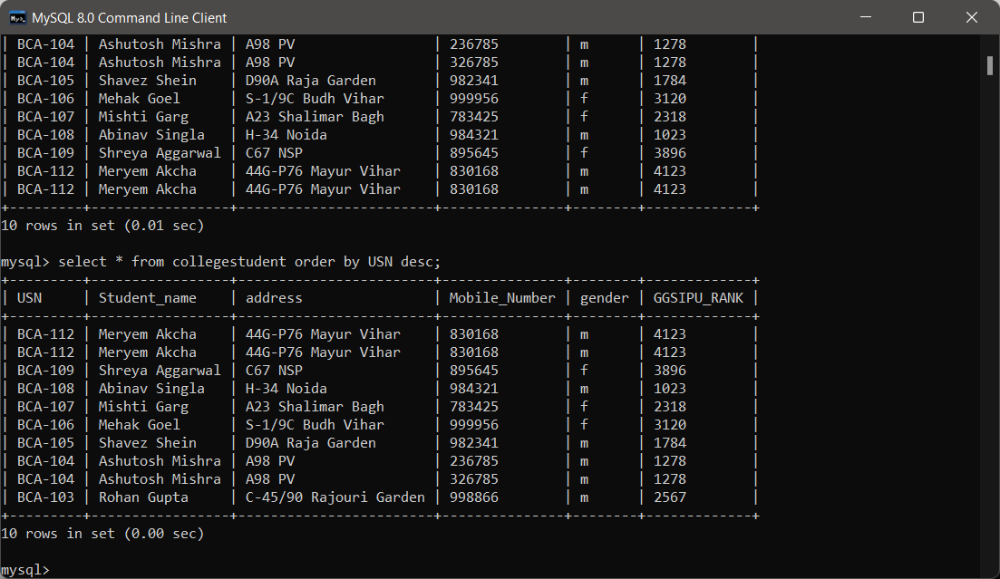 MySQL 8.0 Command Line Client
| BCA-104 | Ashutosh Mishra | A98 PV                 | 236785        | m      | 1278        |
| BCA-104 | Ashutosh Mishra | A98 PV                 | 326785        | m      | 1278        |
| BCA-105 | Shavez Shein    | D90A Raja Garden       | 982341        | m      | 1784        |
| BCA-106 | Mehak Goel      | S-1/9C Budh Vihar      | 999956        | f      | 3120        |
| BCA-107 | Mishti Garg     | A23 Shalimar Bagh      | 783425        | f      | 2318        |
| BCA-108 | Abinav Singla   | H-34 Noida             | 984321        | m      | 1023        |
| BCA-109 | Shreya Aggarwal | C67 NSP                | 895645        | f      | 3896        |
| BCA-112 | Meryem Akcha    | 44G-P76 Mayur Vihar    | 830168        | m      | 4123        |
| BCA-112 | Meryem Akcha    | 44G-P76 Mayur Vihar    | 830168        | m      | 4123        |
+---------+-----------------+------------------------+---------------+--------+-------------+
10 rows in set (0.01 sec)
mysql> select * from collegestudent order by USN desc;
+---------+-----------------+------------------------+---------------+--------+-------------+
| USN     | Student_name    | address                | Mobile_Number | gender | GGSIPU_RANK |
+---------+-----------------+------------------------+---------------+--------+-------------+
| BCA-112 | Meryem Akcha    | 44G-P76 Mayur Vihar    | 830168        | m      | 4123        |
| BCA-112 | Meryem Akcha    | 44G-P76 Mayur Vihar    | 830168        | m      | 4123        |
| BCA-109 | Shreya Aggarwal | C67 NSP                | 895645        | f      | 3896        |
| BCA-108 | Abinav Singla   | H-34 Noida             | 984321        | m      | 1023        |
| BCA-107 | Mishti Garg     | A23 Shalimar Bagh      | 783425        | f      | 2318        |
| BCA-106 | Mehak Goel      | S-1/9C Budh Vihar      | 999956        | f      | 3120        |
| BCA-105 | Shavez Shein    | D90A Raja Garden       | 982341        | m      | 1784        |
| BCA-104 | Ashutosh Mishra | A98 PV                 | 236785        | m      | 1278        |
| BCA-104 | Ashutosh Mishra | A98 PV                 | 326785        | m      | 1278        |
| BCA-103 | Rohan Gupta     | C-45/90 Rajouri Garden | 998866        | m      | 2567        |
+---------+-----------------+------------------------+---------------+--------+-------------+
10 rows in set (0.00 sec)
mysql>